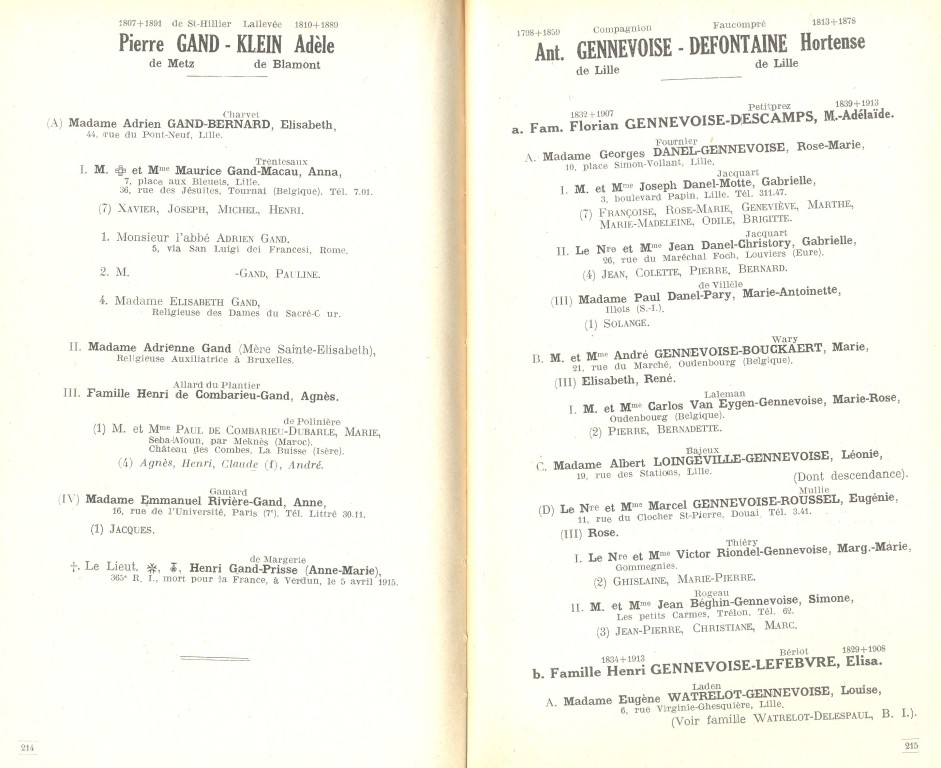 1807+1891 de St-Hillier Lallevée 1810+1889
Pierre GAND - KLEIN Adèle
de Metz de Blamont
Charvet
(A) Madame Adrien GAND-BERNARD, Elisabeth,
44, rue du Pont-Neuf, Lille.
Trentesaux
I. M. ✙ et Mme Maurice Gand-Macau, Anna,
7, place aux Bleuets, Lille.
36, rue des Jésuites, Tournai (Belgique). Tél. 7.01.
(7) XAVIER, JOSEPH, MICHEL, HENRI.
1. Monsieur l'abbé ADRIEN GAND.
5, via San Luigi dei Francesi, Rome.
2. M. -GAND, PAULINE.
4. Madame ELISABETH GAND,
Religieuse des Dames du Sacré-C ur.
II. Madame Adrienne Gand (Mère Sainte-Elisabeth),
Religieuse Auxiliatrice à Bruxelles.
Allard du Plantier
III. Famille Henri de Combarieu-Gand, Agnès.
de Polinière
(1) M. et Mme PAUL DE COMBARIEU-DUBARLE, MARIE,
Seba-Aïoun, par Meknès (Maroc).
Château des Combes, La Buisse (Isère).
(4) Agnès, Henri, Claude (f), André.
Gamard
(IV) Madame Emmanuel Rivière-Gand, Anne,
16, rue de l'Université, Paris (7e). Tél. Littré 30.11.
(1) JACQUES.
de Margerie
†. Le Lieut. Henri Gand-Prisse (Anne-Marie),
365e R. I., mort pour la France, à Verdun, le 5 avril 1915.
214
1798+1859 Compagnion Faucompré 1813+1878
Ant. GENNEVOISE - DEFONTAINE Hortense
de Lille de Lille
1832+1907 Petitprez 1839+1913
a. Fam. Florian GENNEVOISE-DESCAMPS, M.-Adélaïde.
Fournier
A. Madame Georges DANEL-GENNEVOISE, Rose-Marie,
10, place Simon-Vollant, Lille.
Jacquart
I. M. et Mme Joseph Danel-Motte, Gabrielle,
3, boulevard Papin, Lille. Tél. 311.47.
(7) FRANÇOISE, ROSE-MARIE, GENEVIÈVE, MARTHE,
MARIE-MADELEINE, ODILE, BRIGITTE.
Jacquart
II. Le Nre et Mme Jean Danel-Christory, Gabrielle,
26, rue du Maréchal Foch, Louviers (Eure).
(4) JEAN, COLETTE, PIERRE, BERNARD.
de Villèle
(III) Madame Paul Danel-Pary, Marie-Antoinette,
Illois (S.-I.).
(1) SOLANGE.
Wary
B. M. et Mme André GENNEVOISE-BOUCKAERT, Marie,
21, rue du Marché, Oudenbourg (Belgique).
(III) Elisabeth, René.
Laleman
I. M. et Mme Carlos Van Eygen-Gennevoise, Marie-Rose,
Oudenbourg (Belgique).
(2) PIERRE, BERNADETTE.
Bajeux
C. Madame Albert LOINGEVILLE-GENNEVOISE, Léonie,
19, rue des Stations, Lille.
(Dont descendance).
Mullie
(D) Le Nre et Mme Marcel GENNEVOISE-ROUSSEL, Eugénie,
11, rue du Clocher St-Pierre, Douai. Tél. 3.41.
(III) Rose.
Thiéry
I. Le Nre et Mme Victor Riondel-Gennevoise, Marg.-Marie,
Gommegnies.
(2) GHISLAINE, MARIE-PIERRE.
Rogeau
II. M. et Mme Jean Béghin-Gennevoise, Simone,
Les petits Carmes, Trélon. Tél. 62.
(3) JEAN-PIERRE, CHRISTIANE, MARC.
1834+1913 Bériot 1829+1908
b. Famille Henri GENNEVOISE-LEFEBVRE, Elisa.
Laden
A. Madame Eugène WATRELOT-GENNEVOISE, Louise,
6, rue Virginie-Ghesquière, Lille.
(Voir famille WATRELOT-DELESPAUL, B. I.).
215